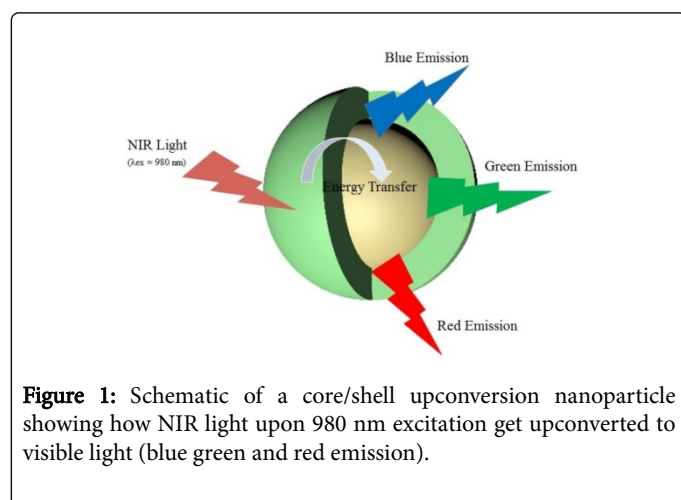 Blue Emission
NIR Light
(λex = 980 nm)
Green Emission
Energy Transfer
Red Emission
Figure 1: Schematic of a core/shell upconversion nanoparticle
showing how NIR light upon 980 nm excitation get upconverted to
visible light (blue green and red emission).